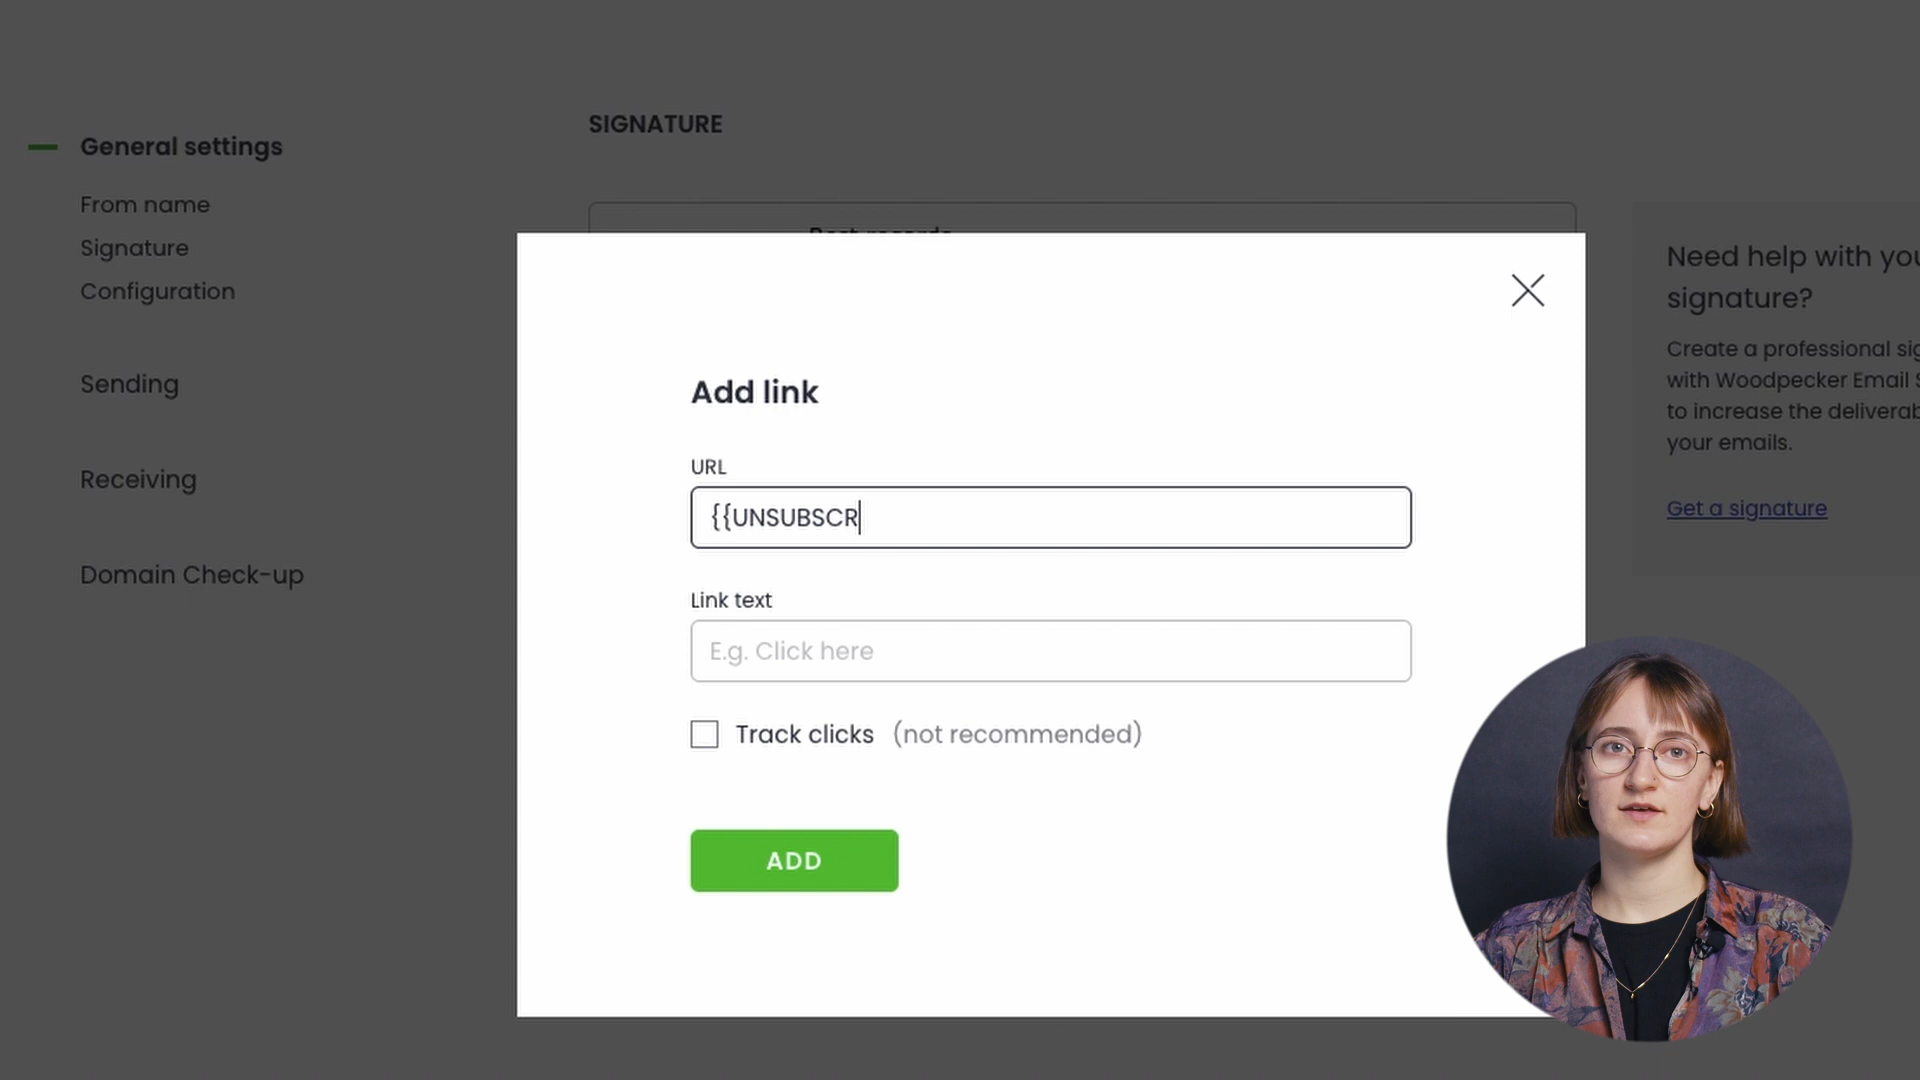 General settings
From name
Signature
Configuration
Sending
Receiving
Domain Check-up
SIGNATURE
Add link
URL
{{UNSUBSCR
Link text
E.g. Click here
Track clicks (not recommended)
ADD
Need help with you
signature?
Create a professional sig
with Woodpecker Email S
to increase the deliverab
your emails.
Get a signature